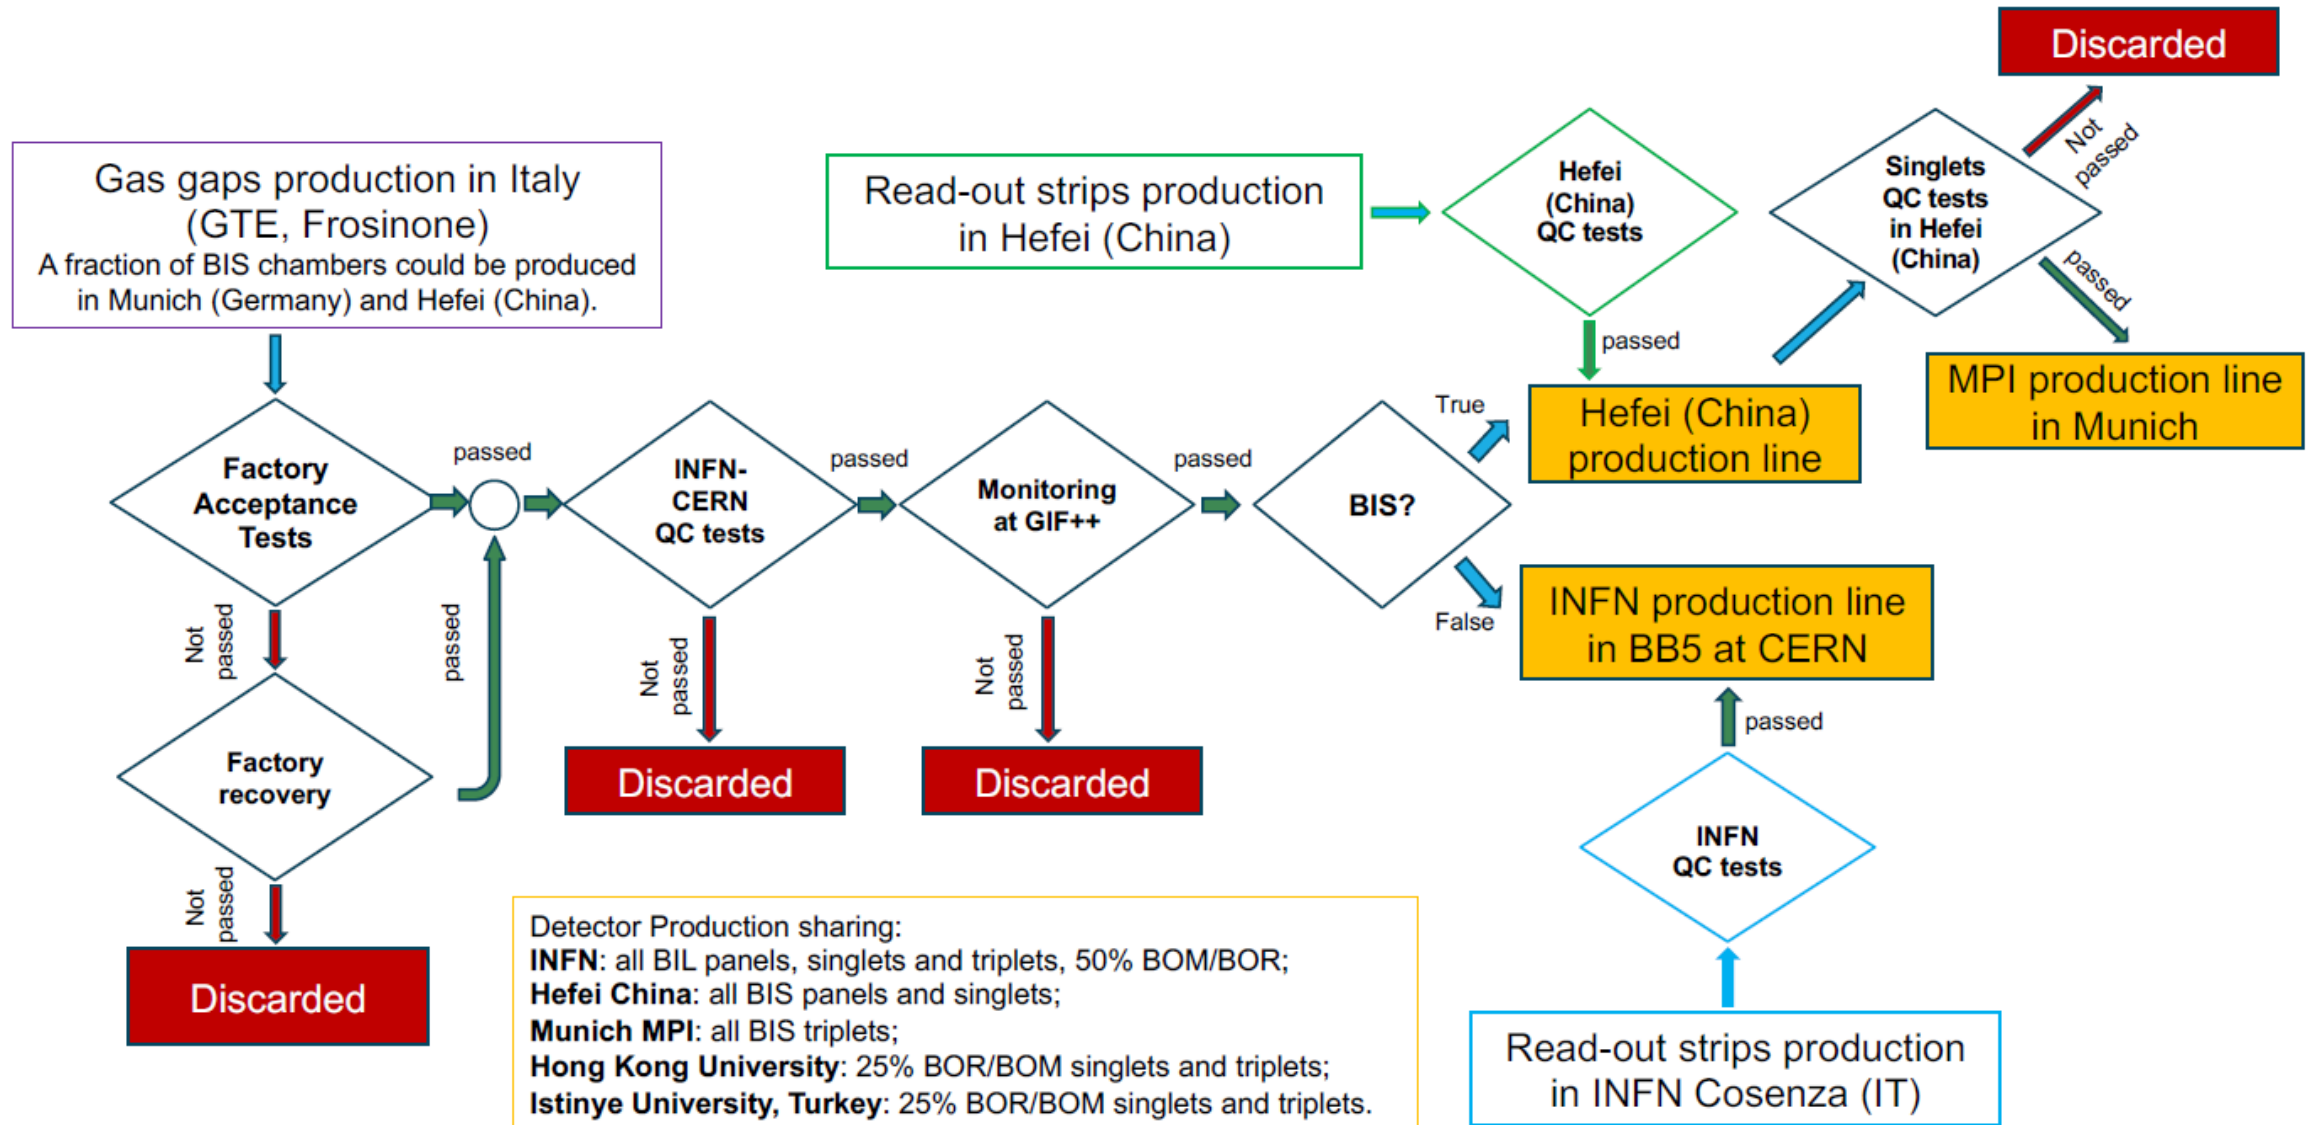 Discarded
Gas gaps production in Italy
(GTE, Frosinone)
A fraction of BIS chambers could be produced
in Munich (Germany) and Hefei (China).
Read-out strips production
in Hefei (China)
Hefei
(China)
QC tests
Singlets
QC tests
in Hefei
(China)
Not
passed
passed
passed
MPI production line
in Munich
True
Hefei (China)
production line
Factory
Acceptance
Tests
passed
INFN-
CERN
QC tests
passed
Monitoring
at GIF++
passed
BIS?
False
INFN production line
in BB5 at CERN
Not
passed
passed
Not
passed
Not
passed
passed
Factory
recovery
Discarded
Discarded
INFN
QC tests
Not
passed
Discarded
Detector Production sharing:
INFN: all BIL panels, singlets and triplets, 50% BOM/BOR;
Hefei China: all BIS panels and singlets;
Munich MPI: all BIS triplets;
Hong Kong University: 25% BOR/BOM singlets and triplets;
Istinye University, Turkey: 25% BOR/BOM singlets and triplets.
Read-out strips production
in INFN Cosenza (IT)